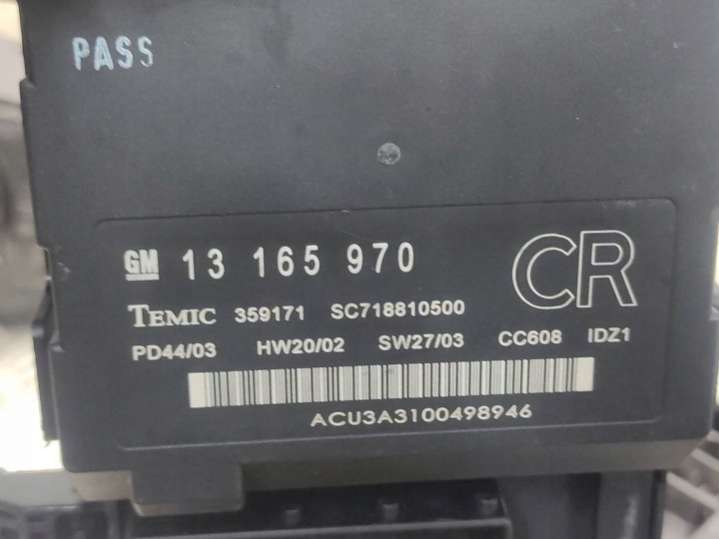 PASS
GM 13 165 970 CR
TEMIC 359171 SC718810500
PD44/03 HW20/02 SW27/03 CC608 IDZ1
ACU3A3100498946